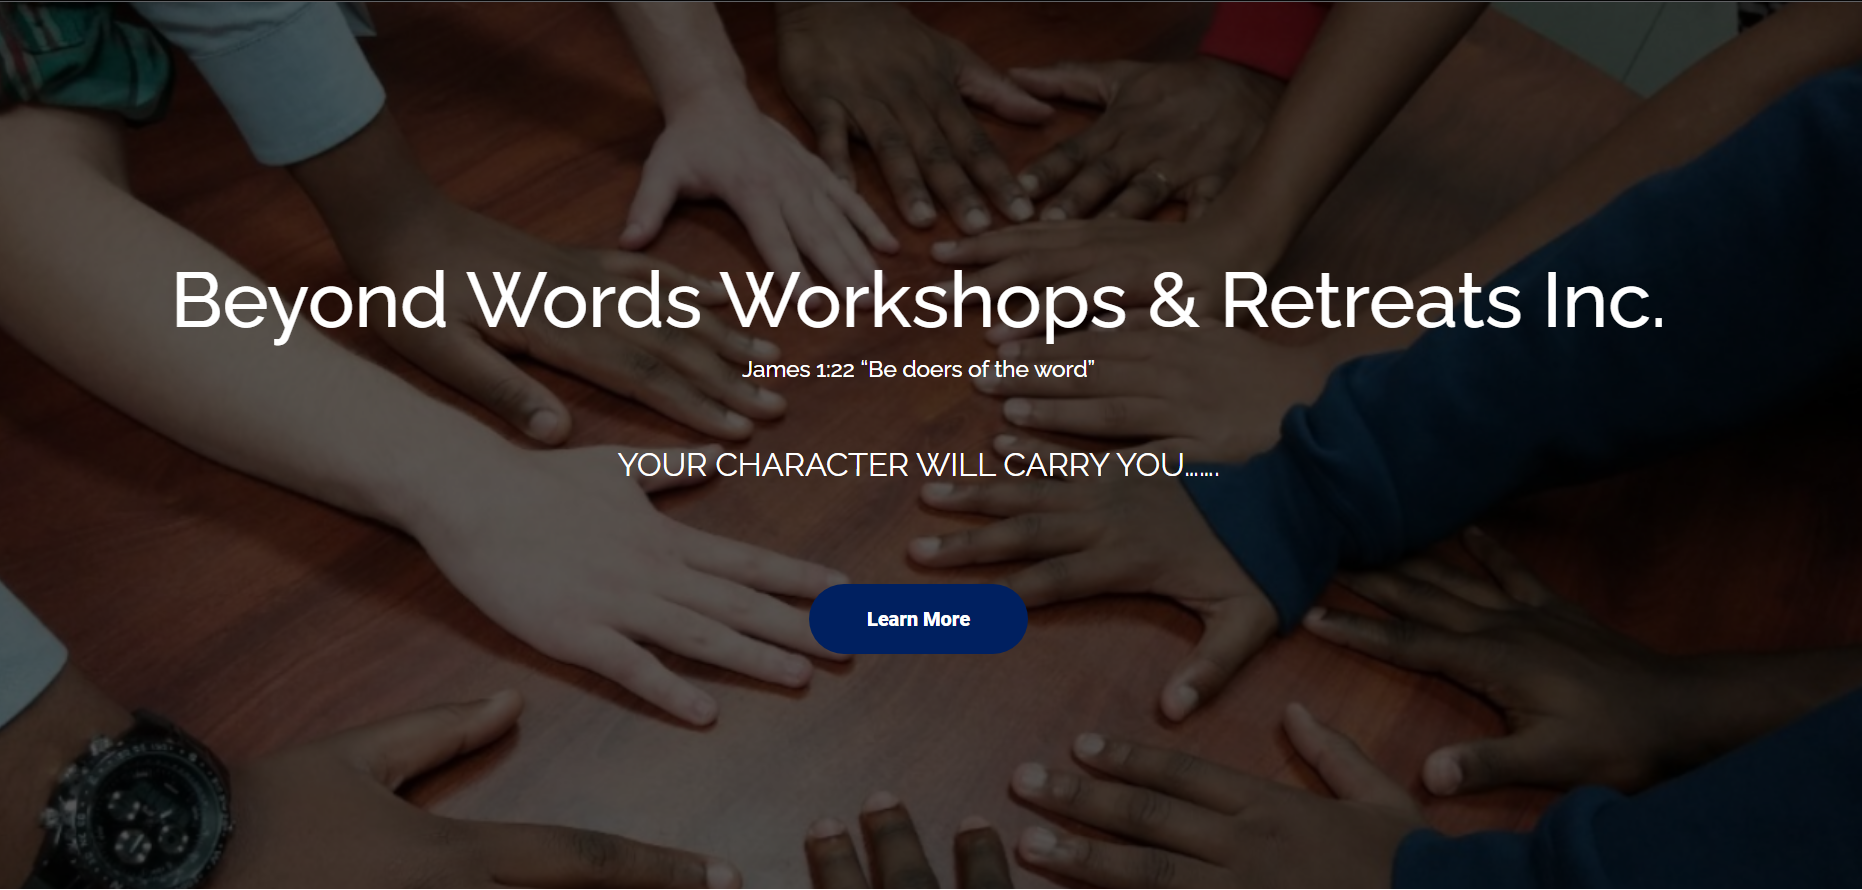 Beyond Words Workshops & Retreats Inc.
James 1:22 “Be doers of the word”
YOUR CHARACTER WILL CARRY YOU…….
Learn More